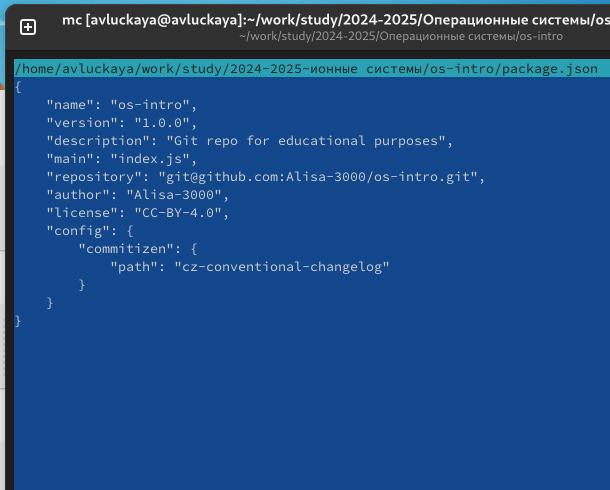 mc [avluckaya@avluckaya]:~/work/study/2024-2025/Операционные системы/os
~/work/study/2024-2025/Операционные системы/os-intro
/home/avluckaya/work/study/2024-2025~ионные системы/os-intro/package.json
{
    "name": "os-intro",
    "version": "1.0.0",
    "description": "Git repo for educational purposes",
    "main": "index.js",
    "repository": "git@github.com:Alisa-3000/os-intro.git",
    "author": "Alisa-3000",
    "license": "CC-BY-4.0",
    "config": {
        "commitizen": {
            "path": "cz-conventional-changelog"
        }
    }
}